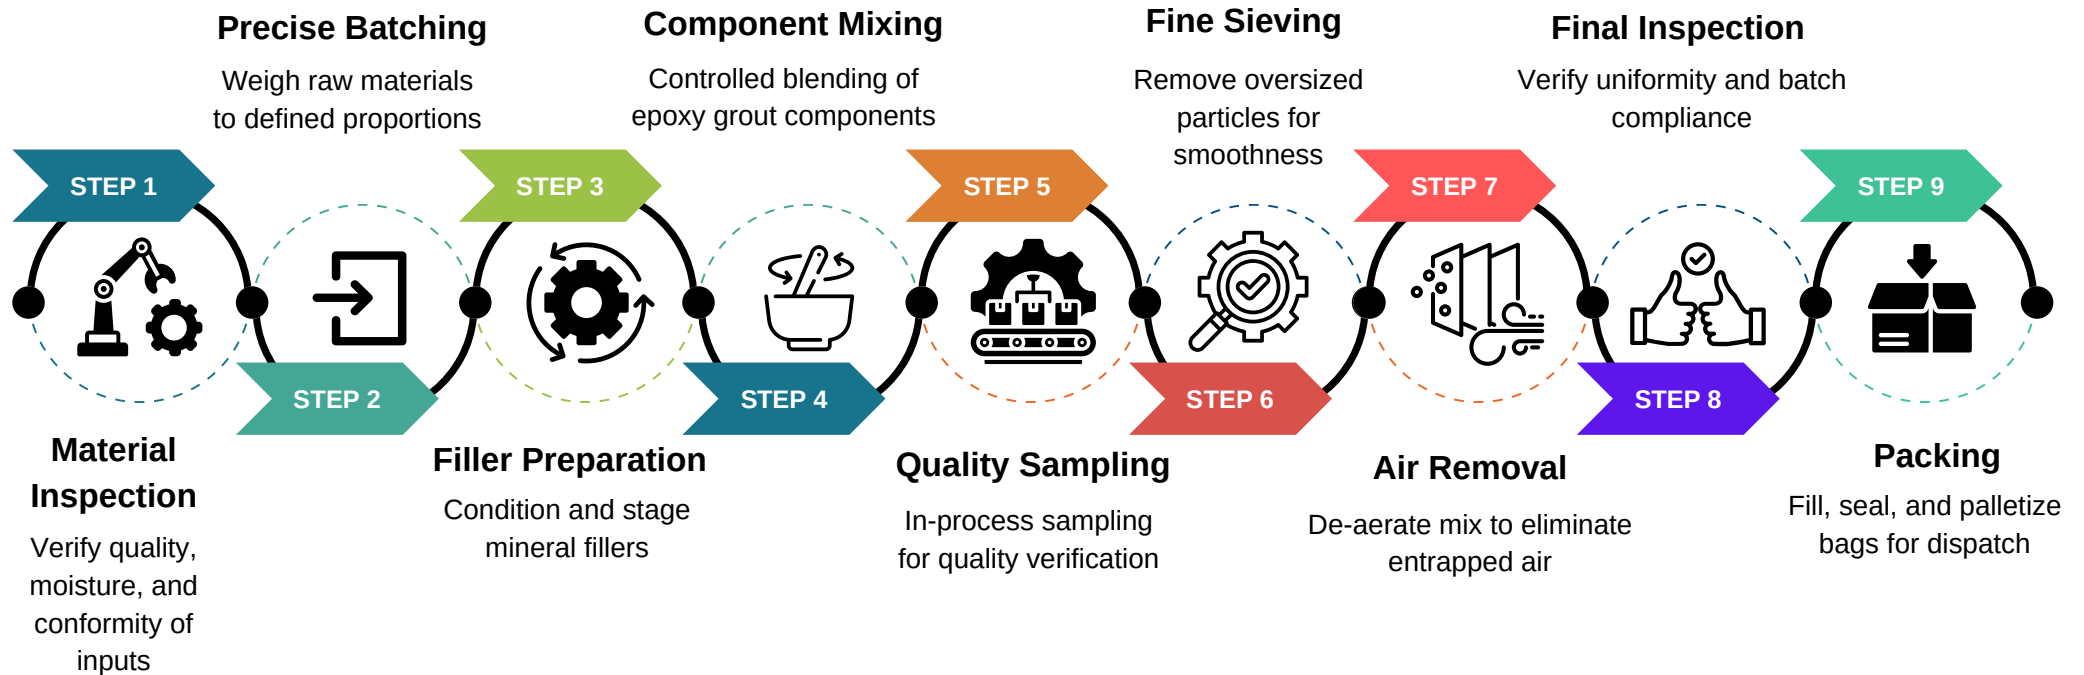 STEP 1
Material
Inspection
Verify quality,
moisture, and
conformity of
inputs
Precise Batching
Weigh raw materials
to defined proportions
STEP 2
STEP 3
Filler Preparation
Condition and stage
mineral fillers
Component Mixing
Controlled blending of
epoxy grout components
STEP 4
STEP 5
Quality Sampling
In-process sampling
for quality verification
Fine Sieving
Remove oversized
particles for
smoothness
STEP 6
STEP 7
Air Removal
De-aerate mix to eliminate
entrapped air
Final Inspection
Verify uniformity and batch
compliance
STEP 8
STEP 9
Packing
Fill, seal, and palletize
bags for dispatch